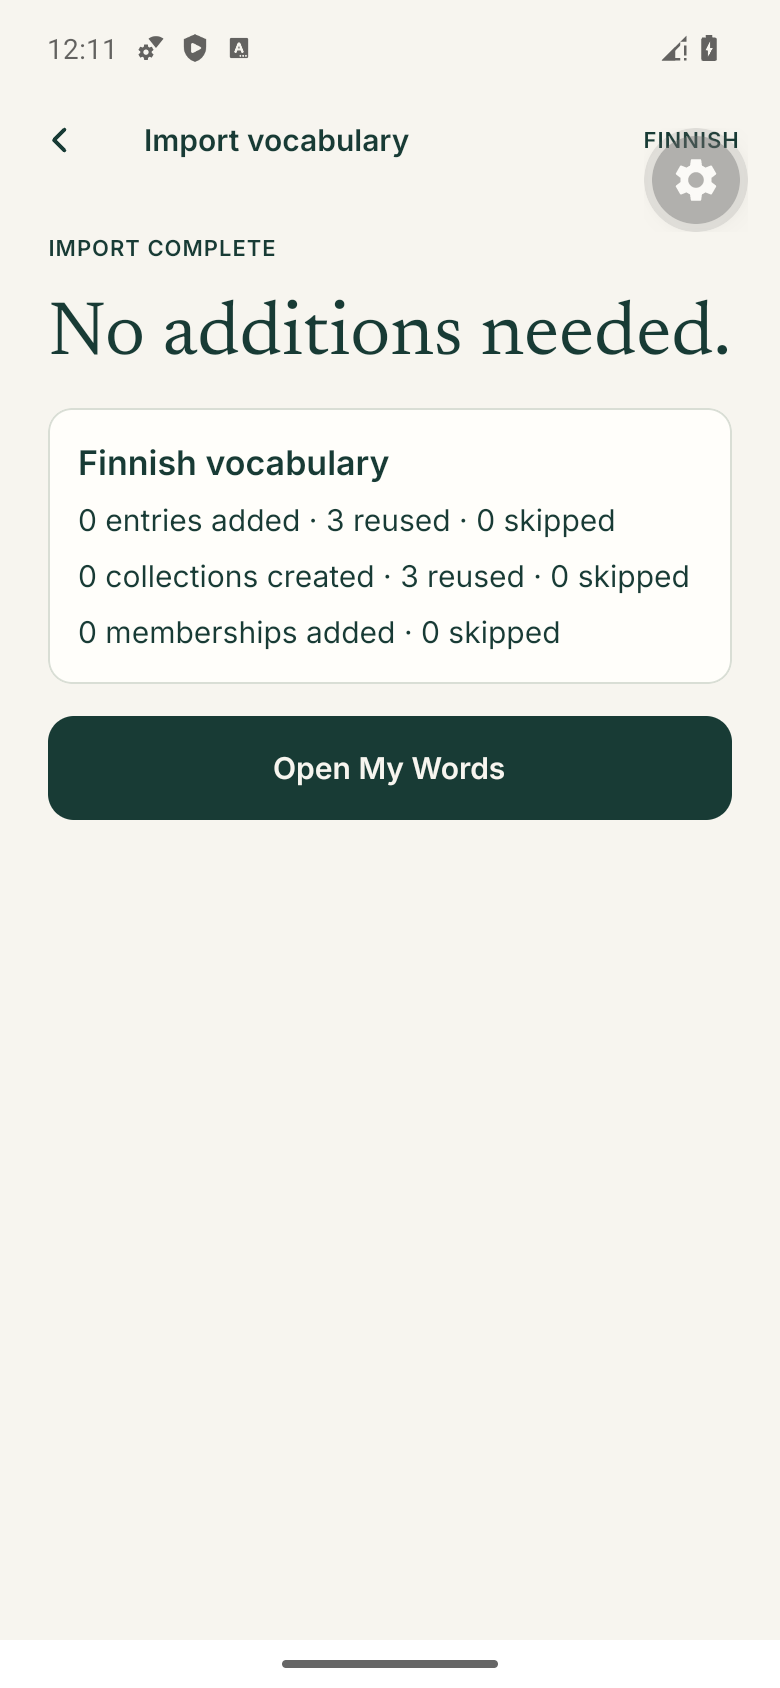 12:11
Import vocabulary
FINNISH
IMPORT COMPLETE
No additions needed.
Finnish vocabulary
0 entries added · 3 reused · 0 skipped
0 collections created · 3 reused · 0 skipped
0 memberships added · 0 skipped
Open My Words